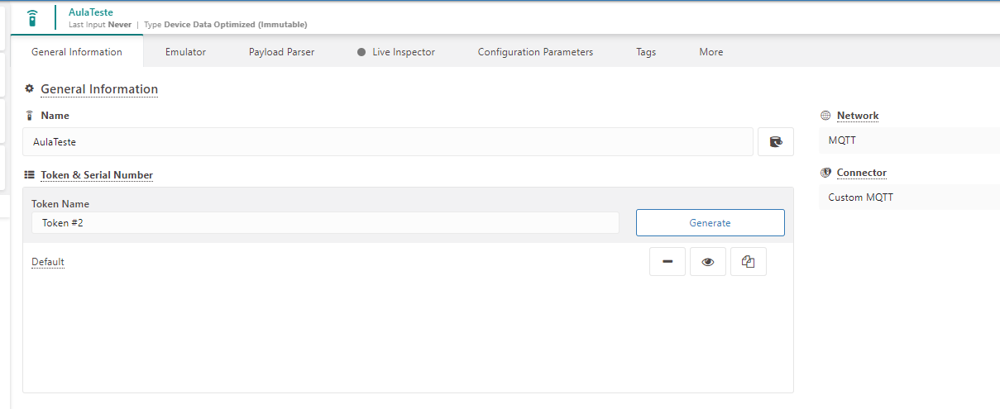 AulaTeste
Last Input Never | Type Device Data Optimized (Immutable)
General Information Emulator Payload Parser Live Inspector Configuration Parameters Tags More
General Information
Name
AulaTeste
Token & Serial Number
Token Name
Token #2
Generate
Default
Network
MQTT
Connector
Custom MQTT